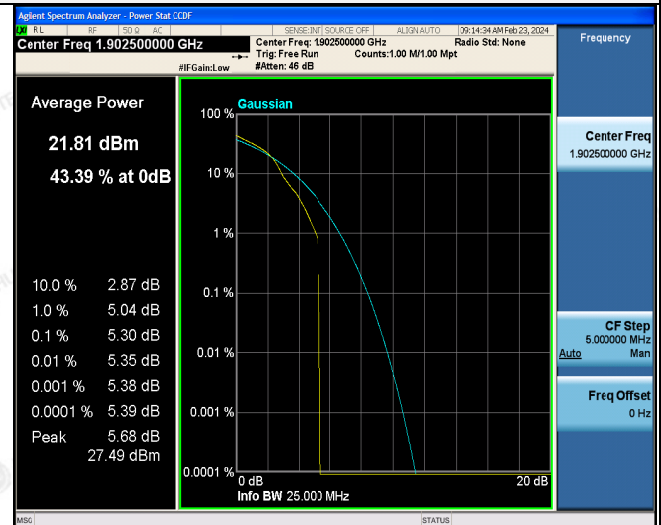 Agilent Spectrum Analyzer - Power Stat CCDF
LXI RL RF 50 Ω AC SENSE:INT SOURCE OFF ALIGN AUTO 09:14:34 AM Feb 23, 2024
Center Freq 1.902500000 GHz
Center Freq: 1.902500000 GHz Radio Std: None
Trig: Free Run Counts:1.00 M/1.00 Mpt
#IFGain:Low #Atten: 46 dB
Frequency
Average Power
21.81 dBm
43.39 % at 0dB
10.0 % 2.87 dB
1.0 % 5.04 dB
0.1 % 5.30 dB
0.01 % 5.35 dB
0.001 % 5.38 dB
0.0001 % 5.39 dB
Peak 5.68 dB
27.49 dBm
Gaussian
100 %
10 %
1 %
0.1 %
0.01 %
0.001 %
0.0001 %
0 dB 20 dB
Info BW 25.000 MHz
Center Freq
1.902500000 GHz
CF Step
5.000000 MHz
Auto Man
Freq Offset
0 Hz
MSG STATUS